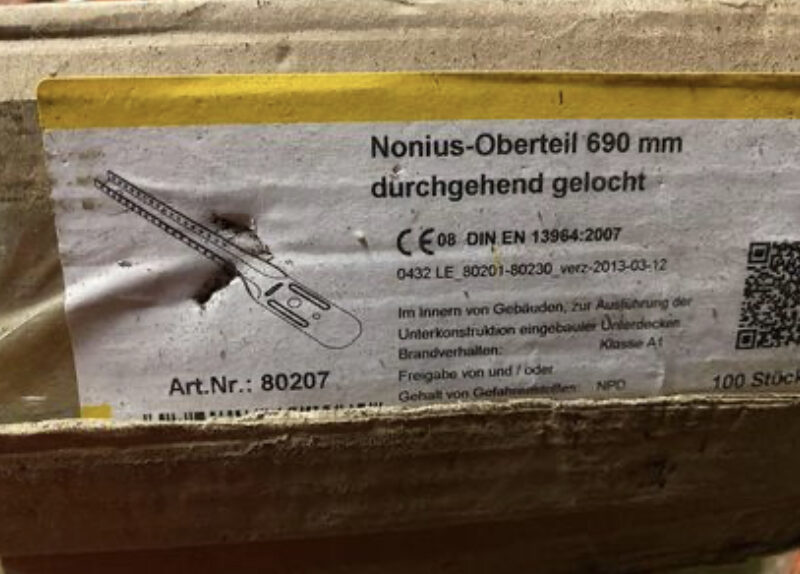 Nonius-Oberteil 690 mm
durchgehend gelocht
CE 08 DIN EN 13964:2007
0432 LE_80201-80230_verz-2013-03-12
Im Innern von Gebäuden, zur Ausführung der
Unterkonstruktion eingebauter Unterdecken
Brandverhalten: Klasse A1
Freigabe von und / oder
Gehalt von Gefahrenstoffen: NPD
Art.Nr.: 80207
100 Stück